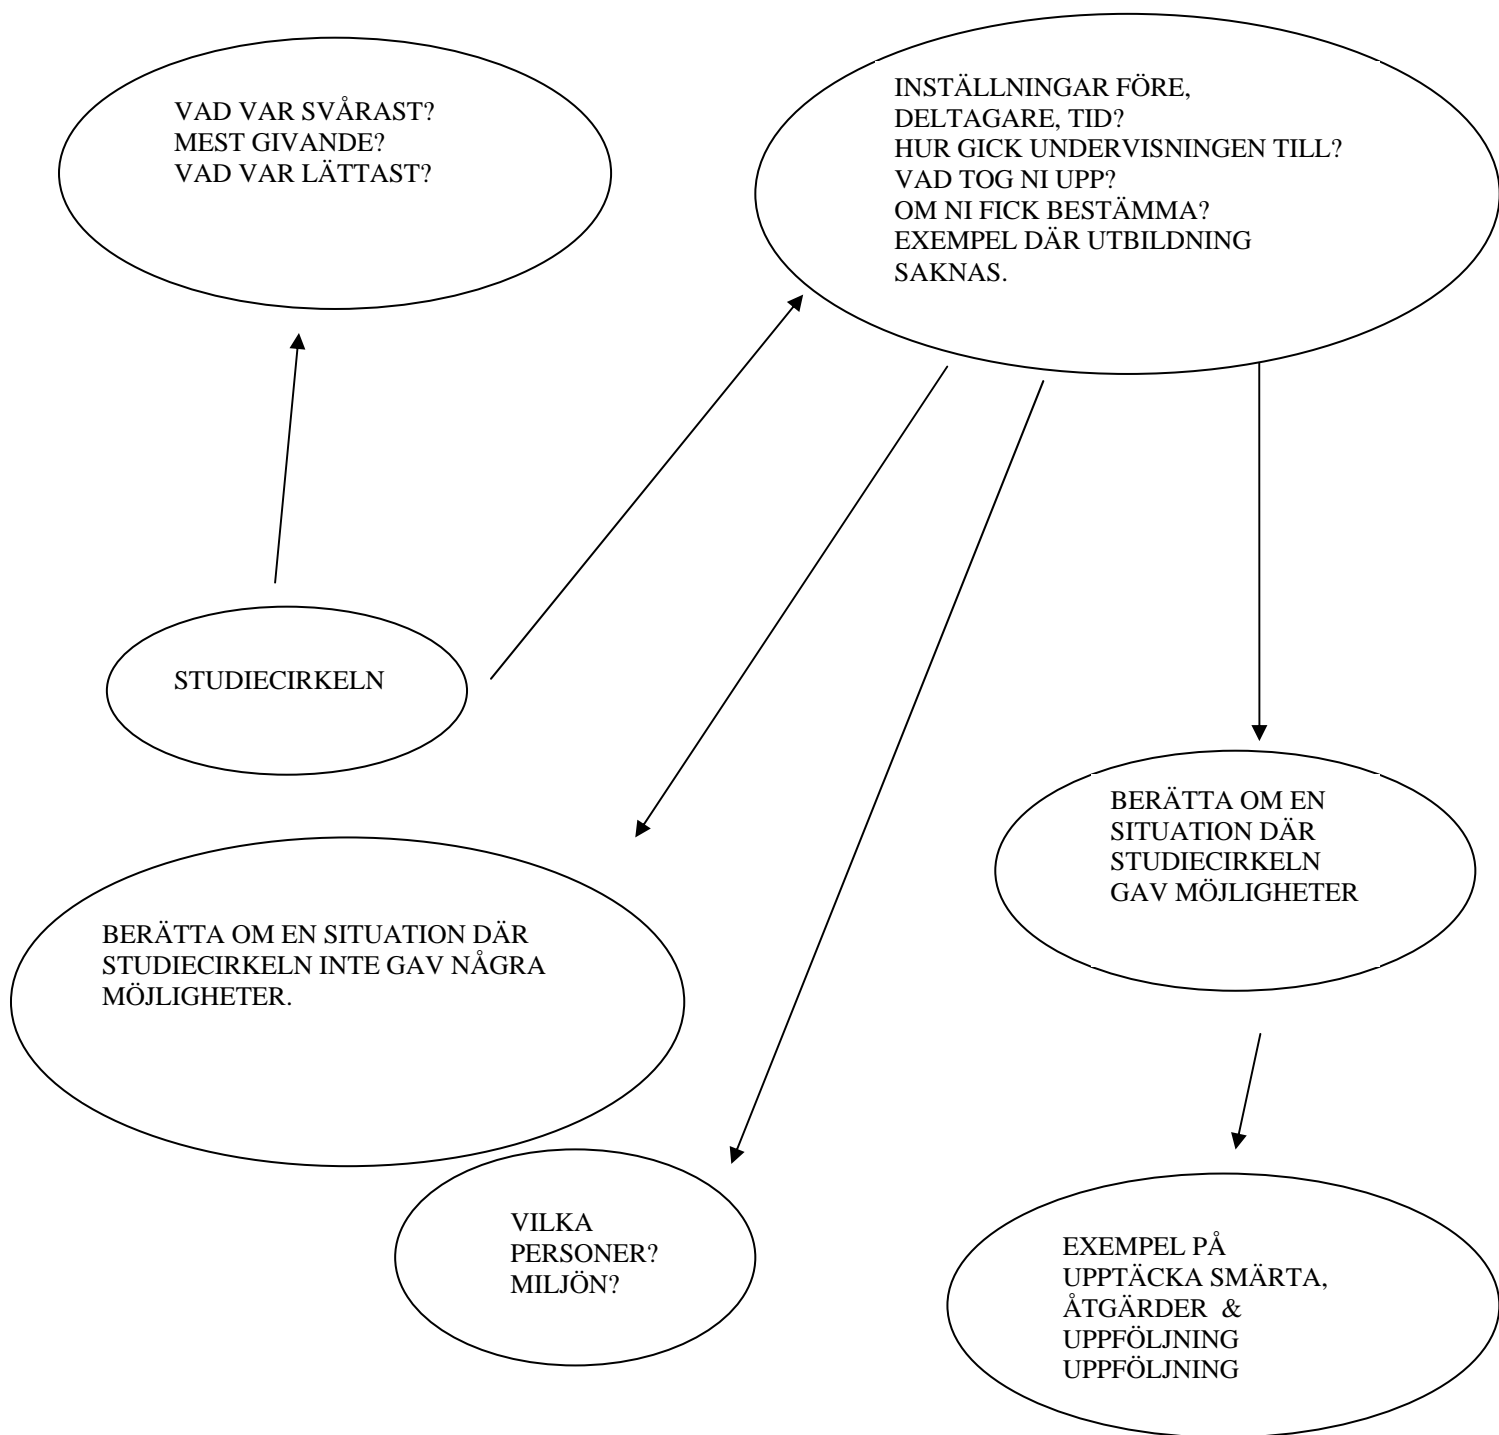 VAD VAR SVÅRAST?
MEST GIVANDE?
VAD VAR LÄTTAST?
INSTÄLLNINGAR FÖRE,
DELTAGARE, TID?
HUR GICK UNDERVISNINGEN TILL?
VAD TOG NI UPP?
OM NI FICK BESTÄMMA?
EXEMPEL DÄR UTBILDNING
SAKNAS.
STUDIECIRKELN
BERÄTTA OM EN SITUATION DÄR
STUDIECIRKELN INTE GAV NÅGRA
MÖJLIGHETER.
BERÄTTA OM EN
SITUATION DÄR
STUDIECIRKELN
GAV MÖJLIGHETER
VILKA
PERSONER?
MILJÖN?
EXEMPEL PÅ
UPPTÄCKA SMÄRTA,
ÅTGÄRDER &
UPPFÖLJNING
UPPFÖLJNING